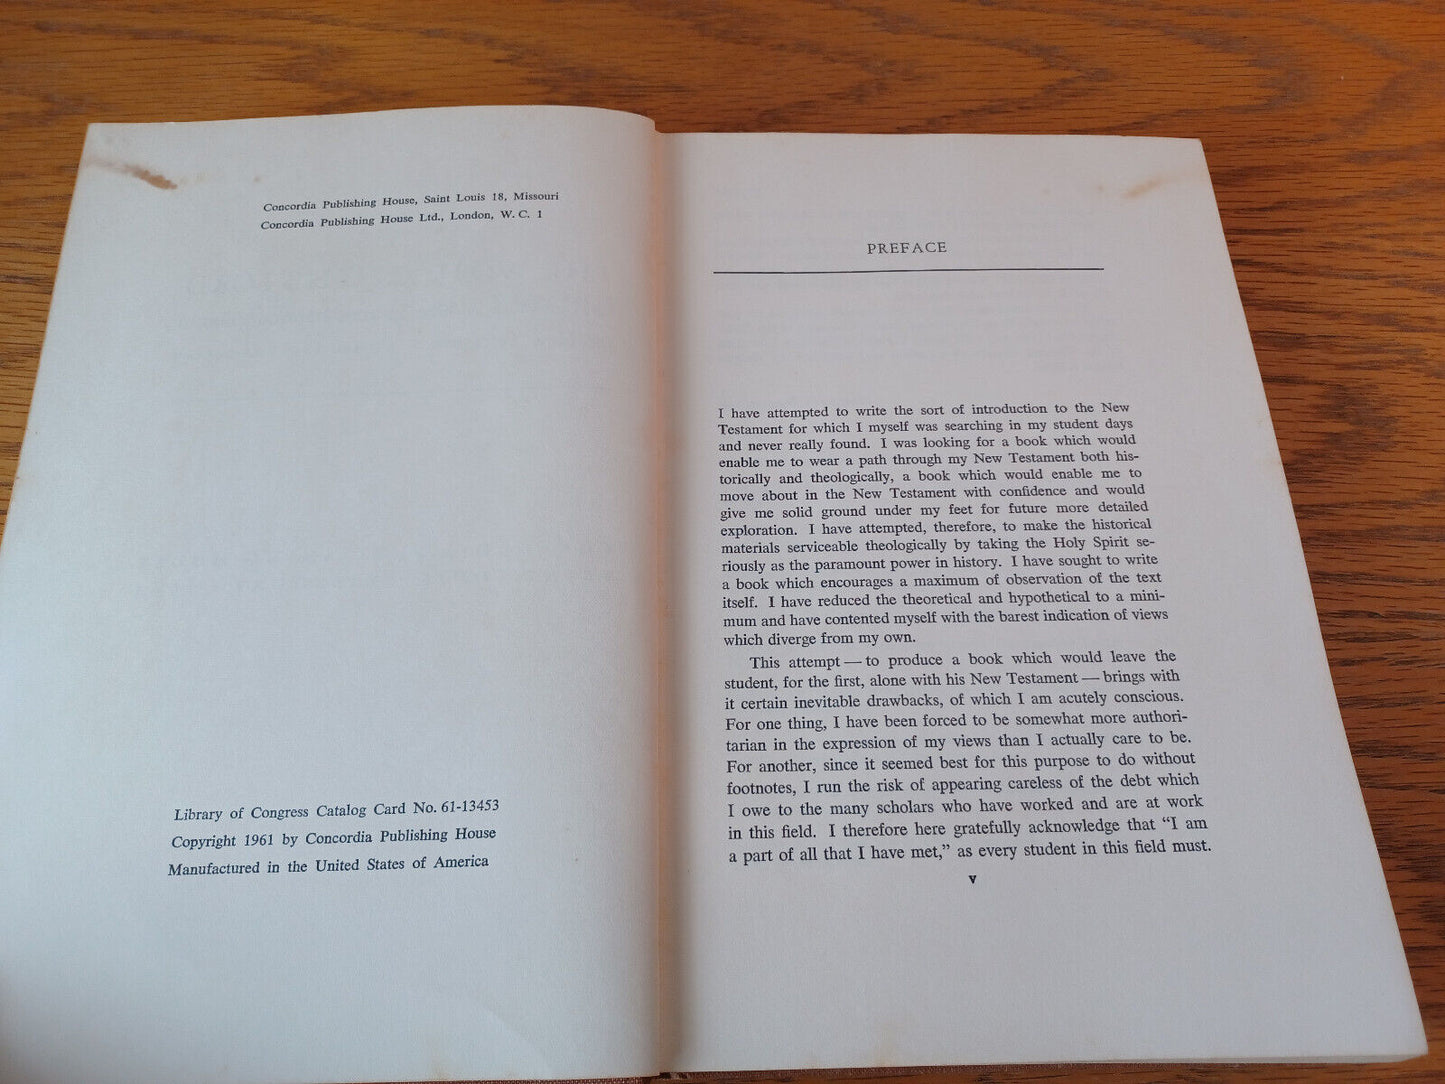 Concordia Publishing House, Saint Louis 18, Missouri
Concordia Publishing House Ltd., London, W. C. 1
Library of Congress Catalog Card No. 61-13453
Copyright 1961 by Concordia Publishing House
Manufactured in the United States of America
PREFACE
I have attempted to write the sort of introduction to the New
Testament for which I myself was searching in my student days
and never really found. I was looking for a book which would
enable me to wear a path through my New Testament both his-
torically and theologically, a book which would enable me to
move about in the New Testament with confidence and would
give me solid ground under my feet for future more detailed
exploration. I have attempted, therefore, to make the historical
materials serviceable theologically by taking the Holy Spirit se-
riously as the paramount power in history. I have sought to write
a book which encourages a maximum of observation of the text
itself. I have reduced the theoretical and hypothetical to a mini-
mum and have contented myself with the barest indication of views
which diverge from my own.
This attempt — to produce a book which would leave the
student, for the first, alone with his New Testament — brings with
it certain inevitable drawbacks, of which I am acutely conscious.
For one thing, I have been forced to be somewhat more authori-
tarian in the expression of my views than I actually care to be.
For another, since it seemed best for this purpose to do without
footnotes, I run the risk of appearing careless of the debt which
I owe to the many scholars who have worked and are at work
in this field. I therefore here gratefully acknowledge that “I am
a part of all that I have met,” as every student in this field must.
v